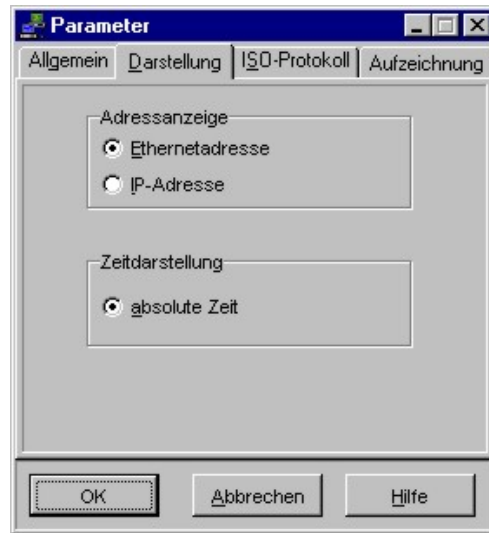 Parameter
Allgemein Darstellung ISO-Protokoll Aufzeichnung
Adressanzeige
Ethernetadresse
IP-Adresse
Zeitdarstellung
absolute Zeit
OK Abbrechen Hilfe